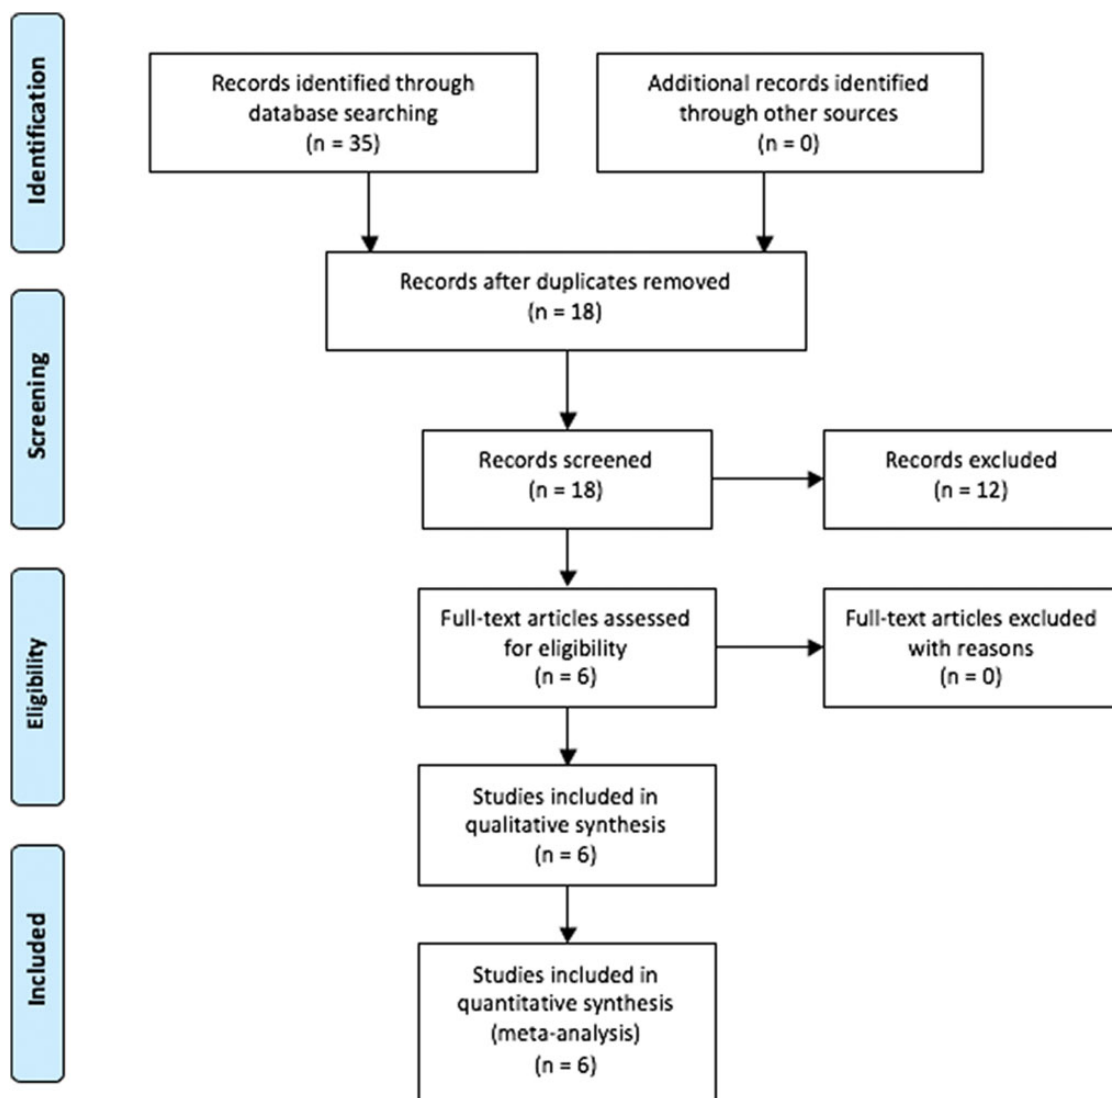 Identification
Records identified through
database searching
(n = 35)
Additional records identified
through other sources
(n = 0)
Records after duplicates removed
(n = 18)
Screening
Records screened
(n = 18)
Records excluded
(n = 12)
Eligibility
Full-text articles assessed
for eligibility
(n = 6)
Full-text articles excluded
with reasons
(n = 0)
Studies included in
qualitative synthesis
(n = 6)
Included
Studies included in
quantitative synthesis
(meta-analysis)
(n = 6)